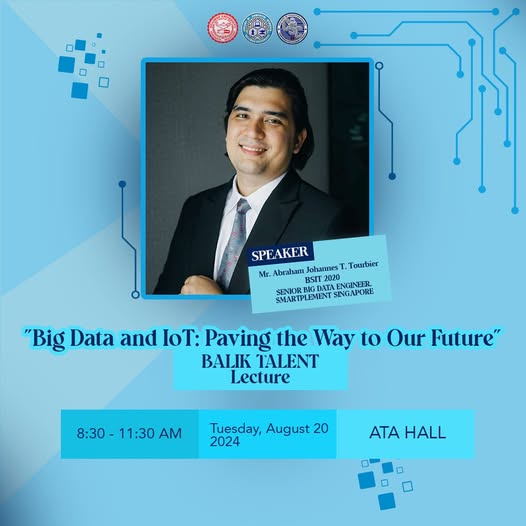 SPEAKER
Mr. Abraham Johannes T. Tourbier
BSIT 2020
SENIOR BIG DATA ENGINEER,
SMARTPLEMENT SINGAPORE
"Big Data and IoT: Paving the Way to Our Future"
BALIK TALENT
Lecture
8:30 - 11:30 AM
Tuesday, August 20
2024
ATA HALL